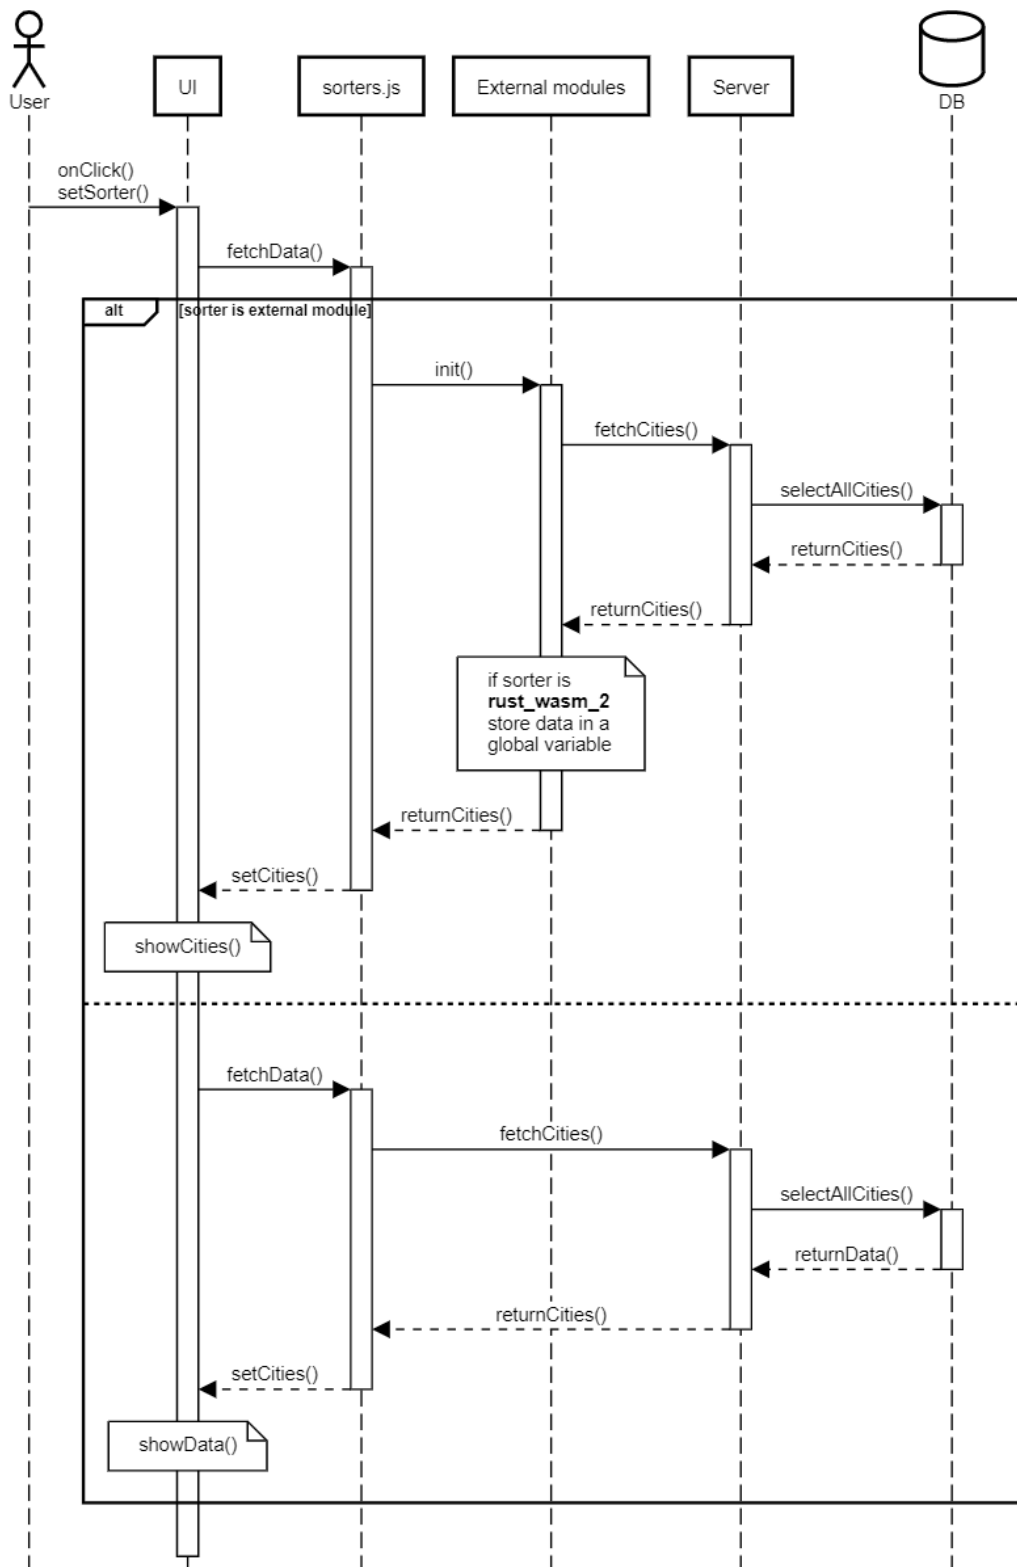 User
UI
sorters.js
External modules
Server
DB
onClick()
setSorter()
fetchData()
alt
[sorter is external module]
init()
fetchCities()
selectAllCities()
returnCities()
returnCities()
if sorter is
rust_wasm_2
store data in a
global variable
returnCities()
setCities()
showCities()
fetchData()
fetchCities()
selectAllCities()
returnData()
returnCities()
setCities()
showData()